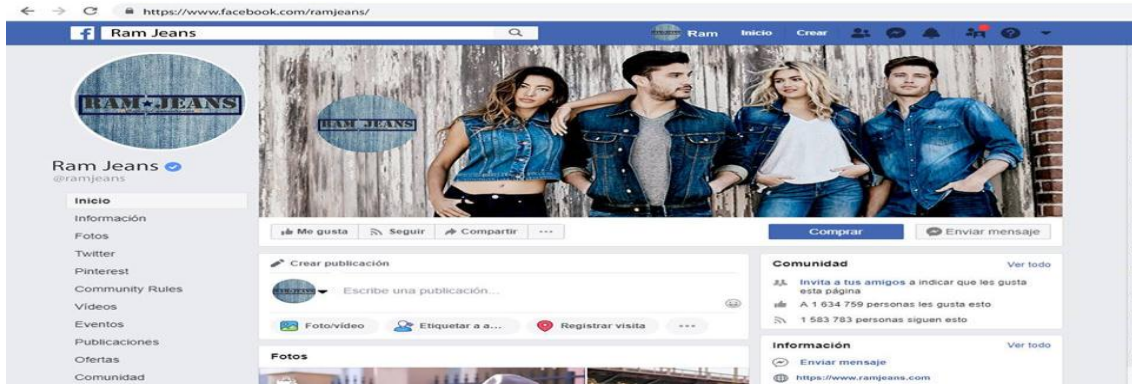 https://www.facebook.com/ramjeans/
Ram Jeans
Ram Inicio Crear
RAM★JEANS
RAM JEANS
Ram Jeans
@ramjeans
Inicio
Información
Fotos
Twitter
Pinterest
Community Rules
Vídeos
Eventos
Publicaciones
Ofertas
Comunidad
Me gusta Seguir Compartir ...
Comprar Enviar mensaje
Crear publicación
Escribe una publicación...
Foto/vídeo Etiquetar a a... Registrar visita ...
Fotos
Comunidad Ver todo
Invita a tus amigos a indicar que les gusta
esta página
A 1 634 759 personas les gusta esto
1 583 783 personas siguen esto
Información Ver todo
Enviar mensaje
https://www.ramjeans.com